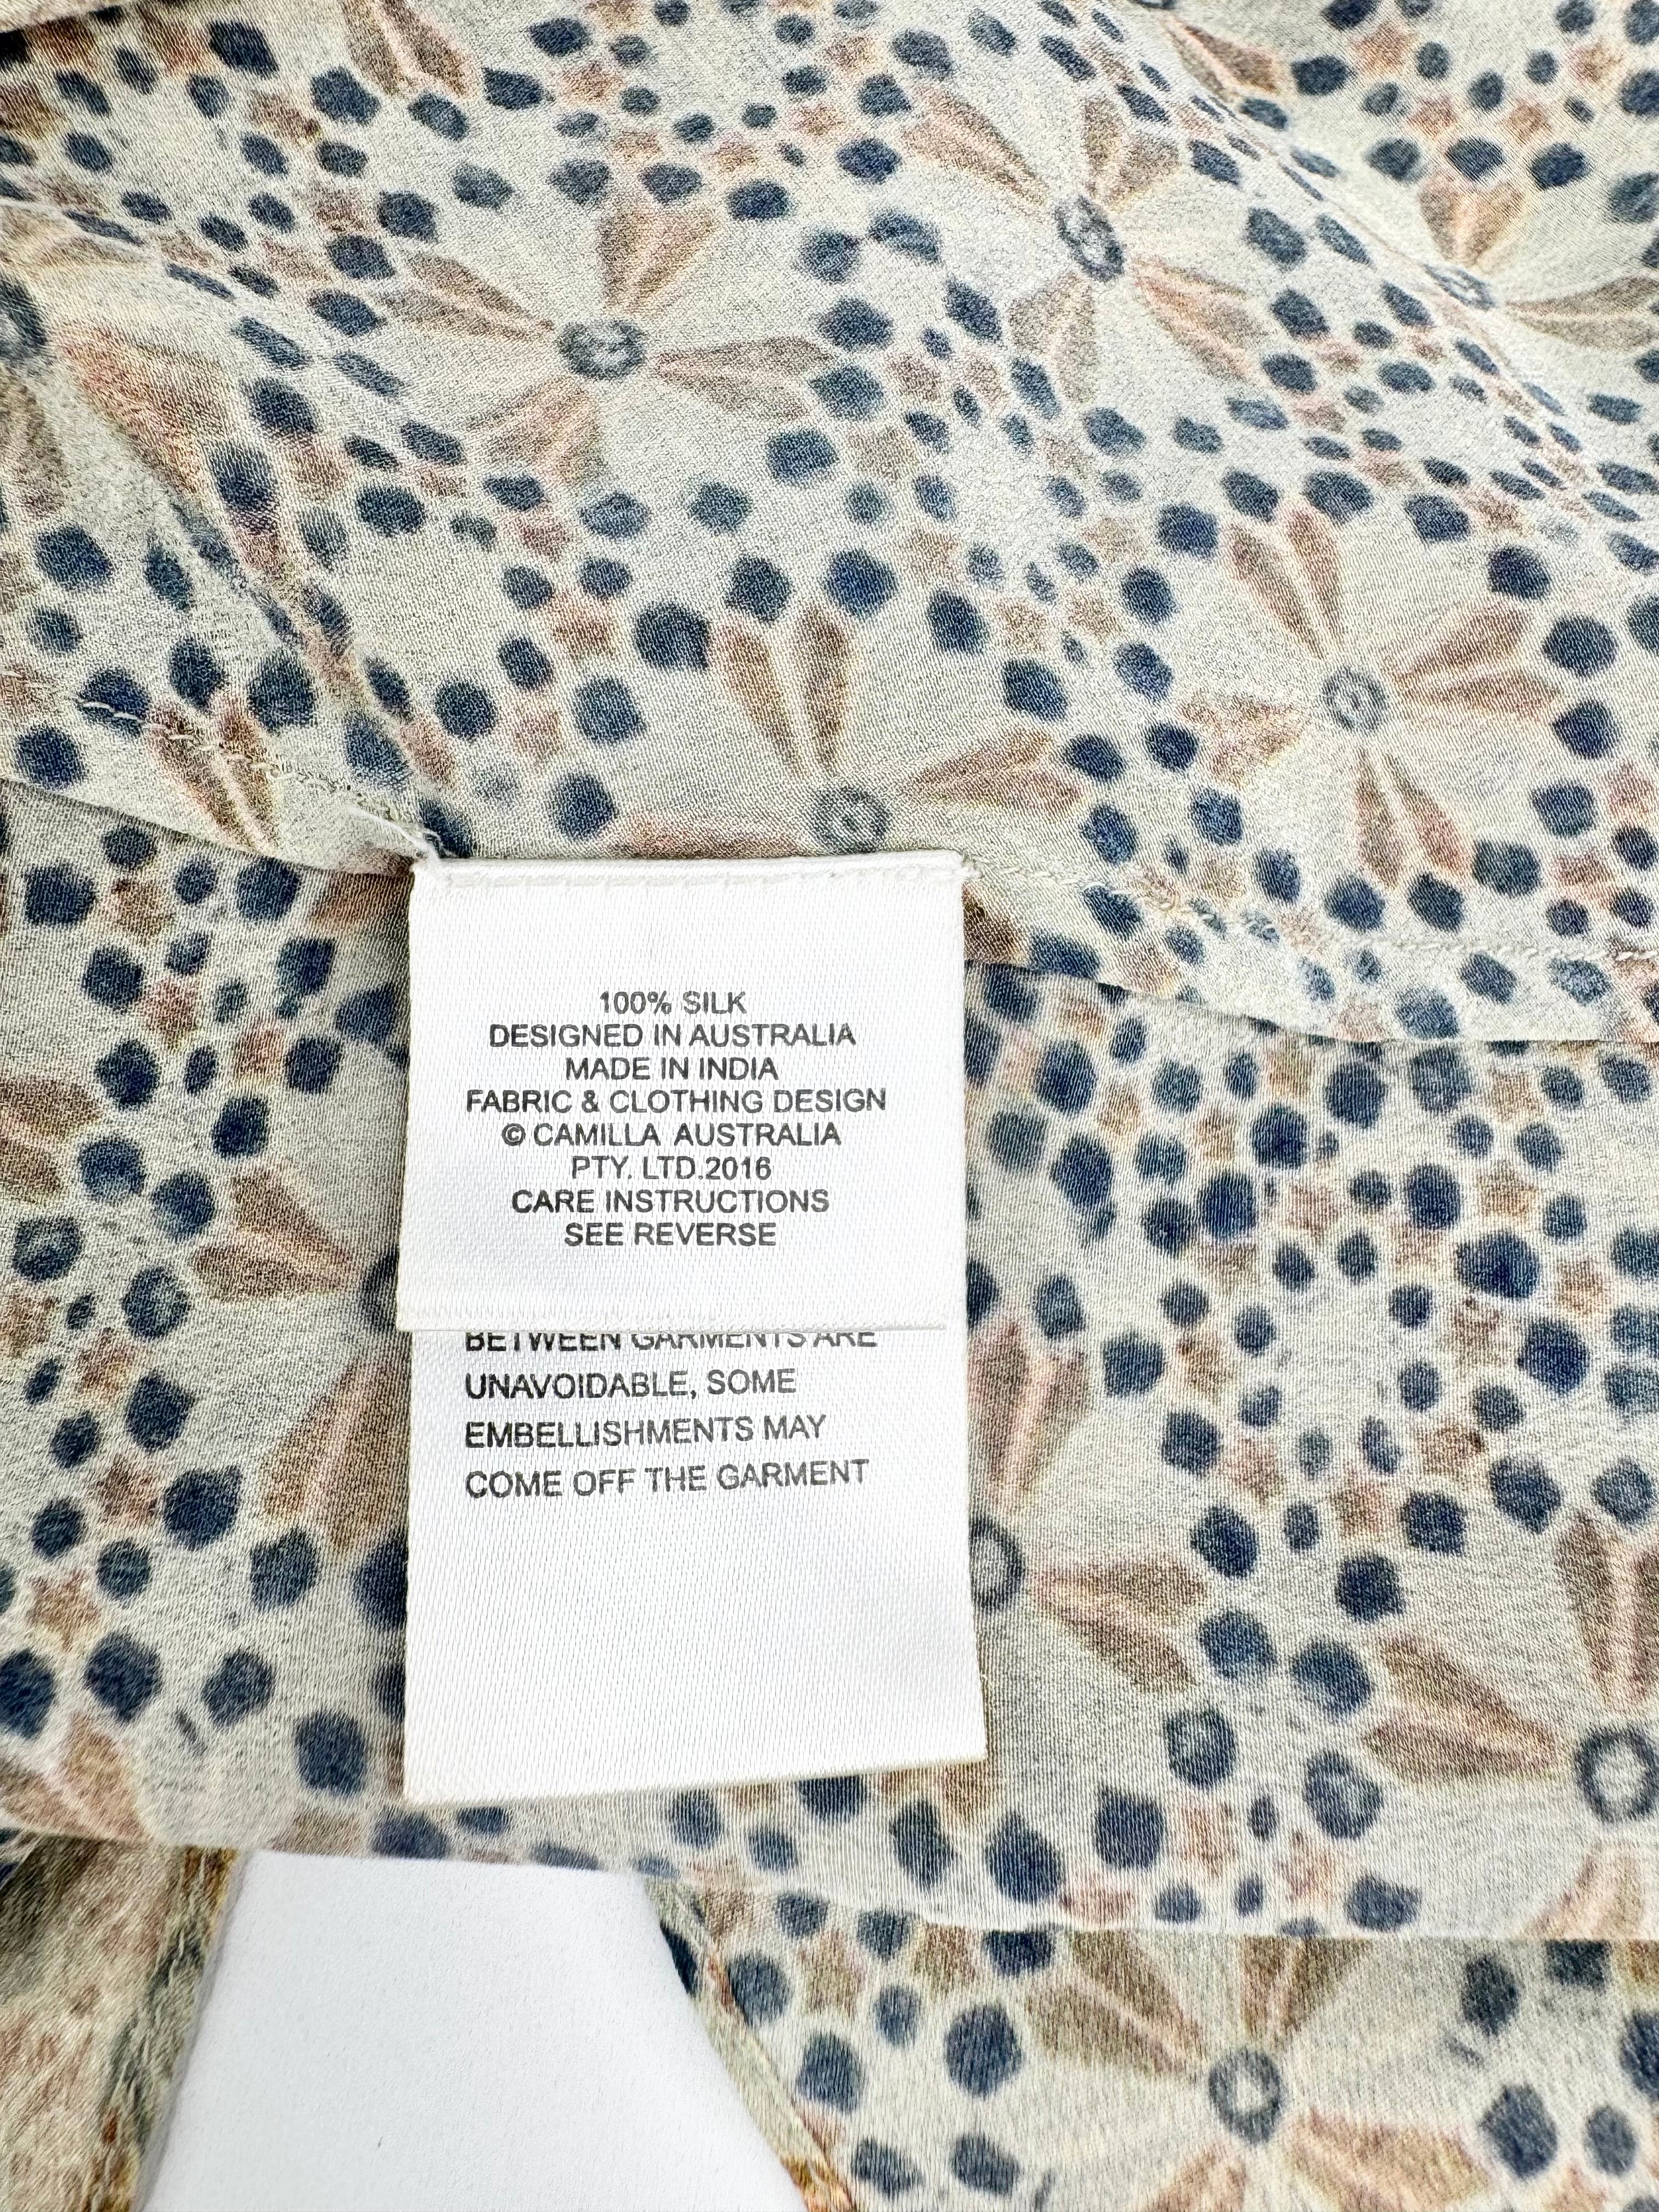 100% SILK
DESIGNED IN AUSTRALIA
MADE IN INDIA
FABRIC & CLOTHING DESIGN
© CAMILLA AUSTRALIA
PTY. LTD.2016
CARE INSTRUCTIONS
SEE REVERSE
BETWEEN GARMENTS ARE
UNAVOIDABLE, SOME
EMBELLISHMENTS MAY
COME OFF THE GARMENT